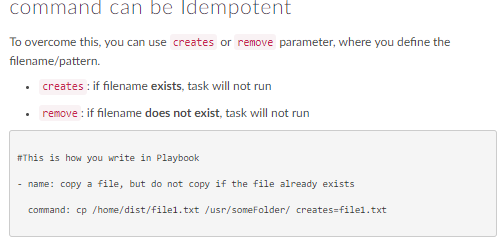 command can be Idempotent
To overcome this, you can use creates or remove parameter, where you define the
filename/pattern.
• creates : if filename exists, task will not run
• remove : if filename does not exist, task will not run
#This is how you write in Playbook
- name: copy a file, but do not copy if the file already exists
command: cp /home/dist/file1.txt /usr/someFolder/ creates=file1.txt